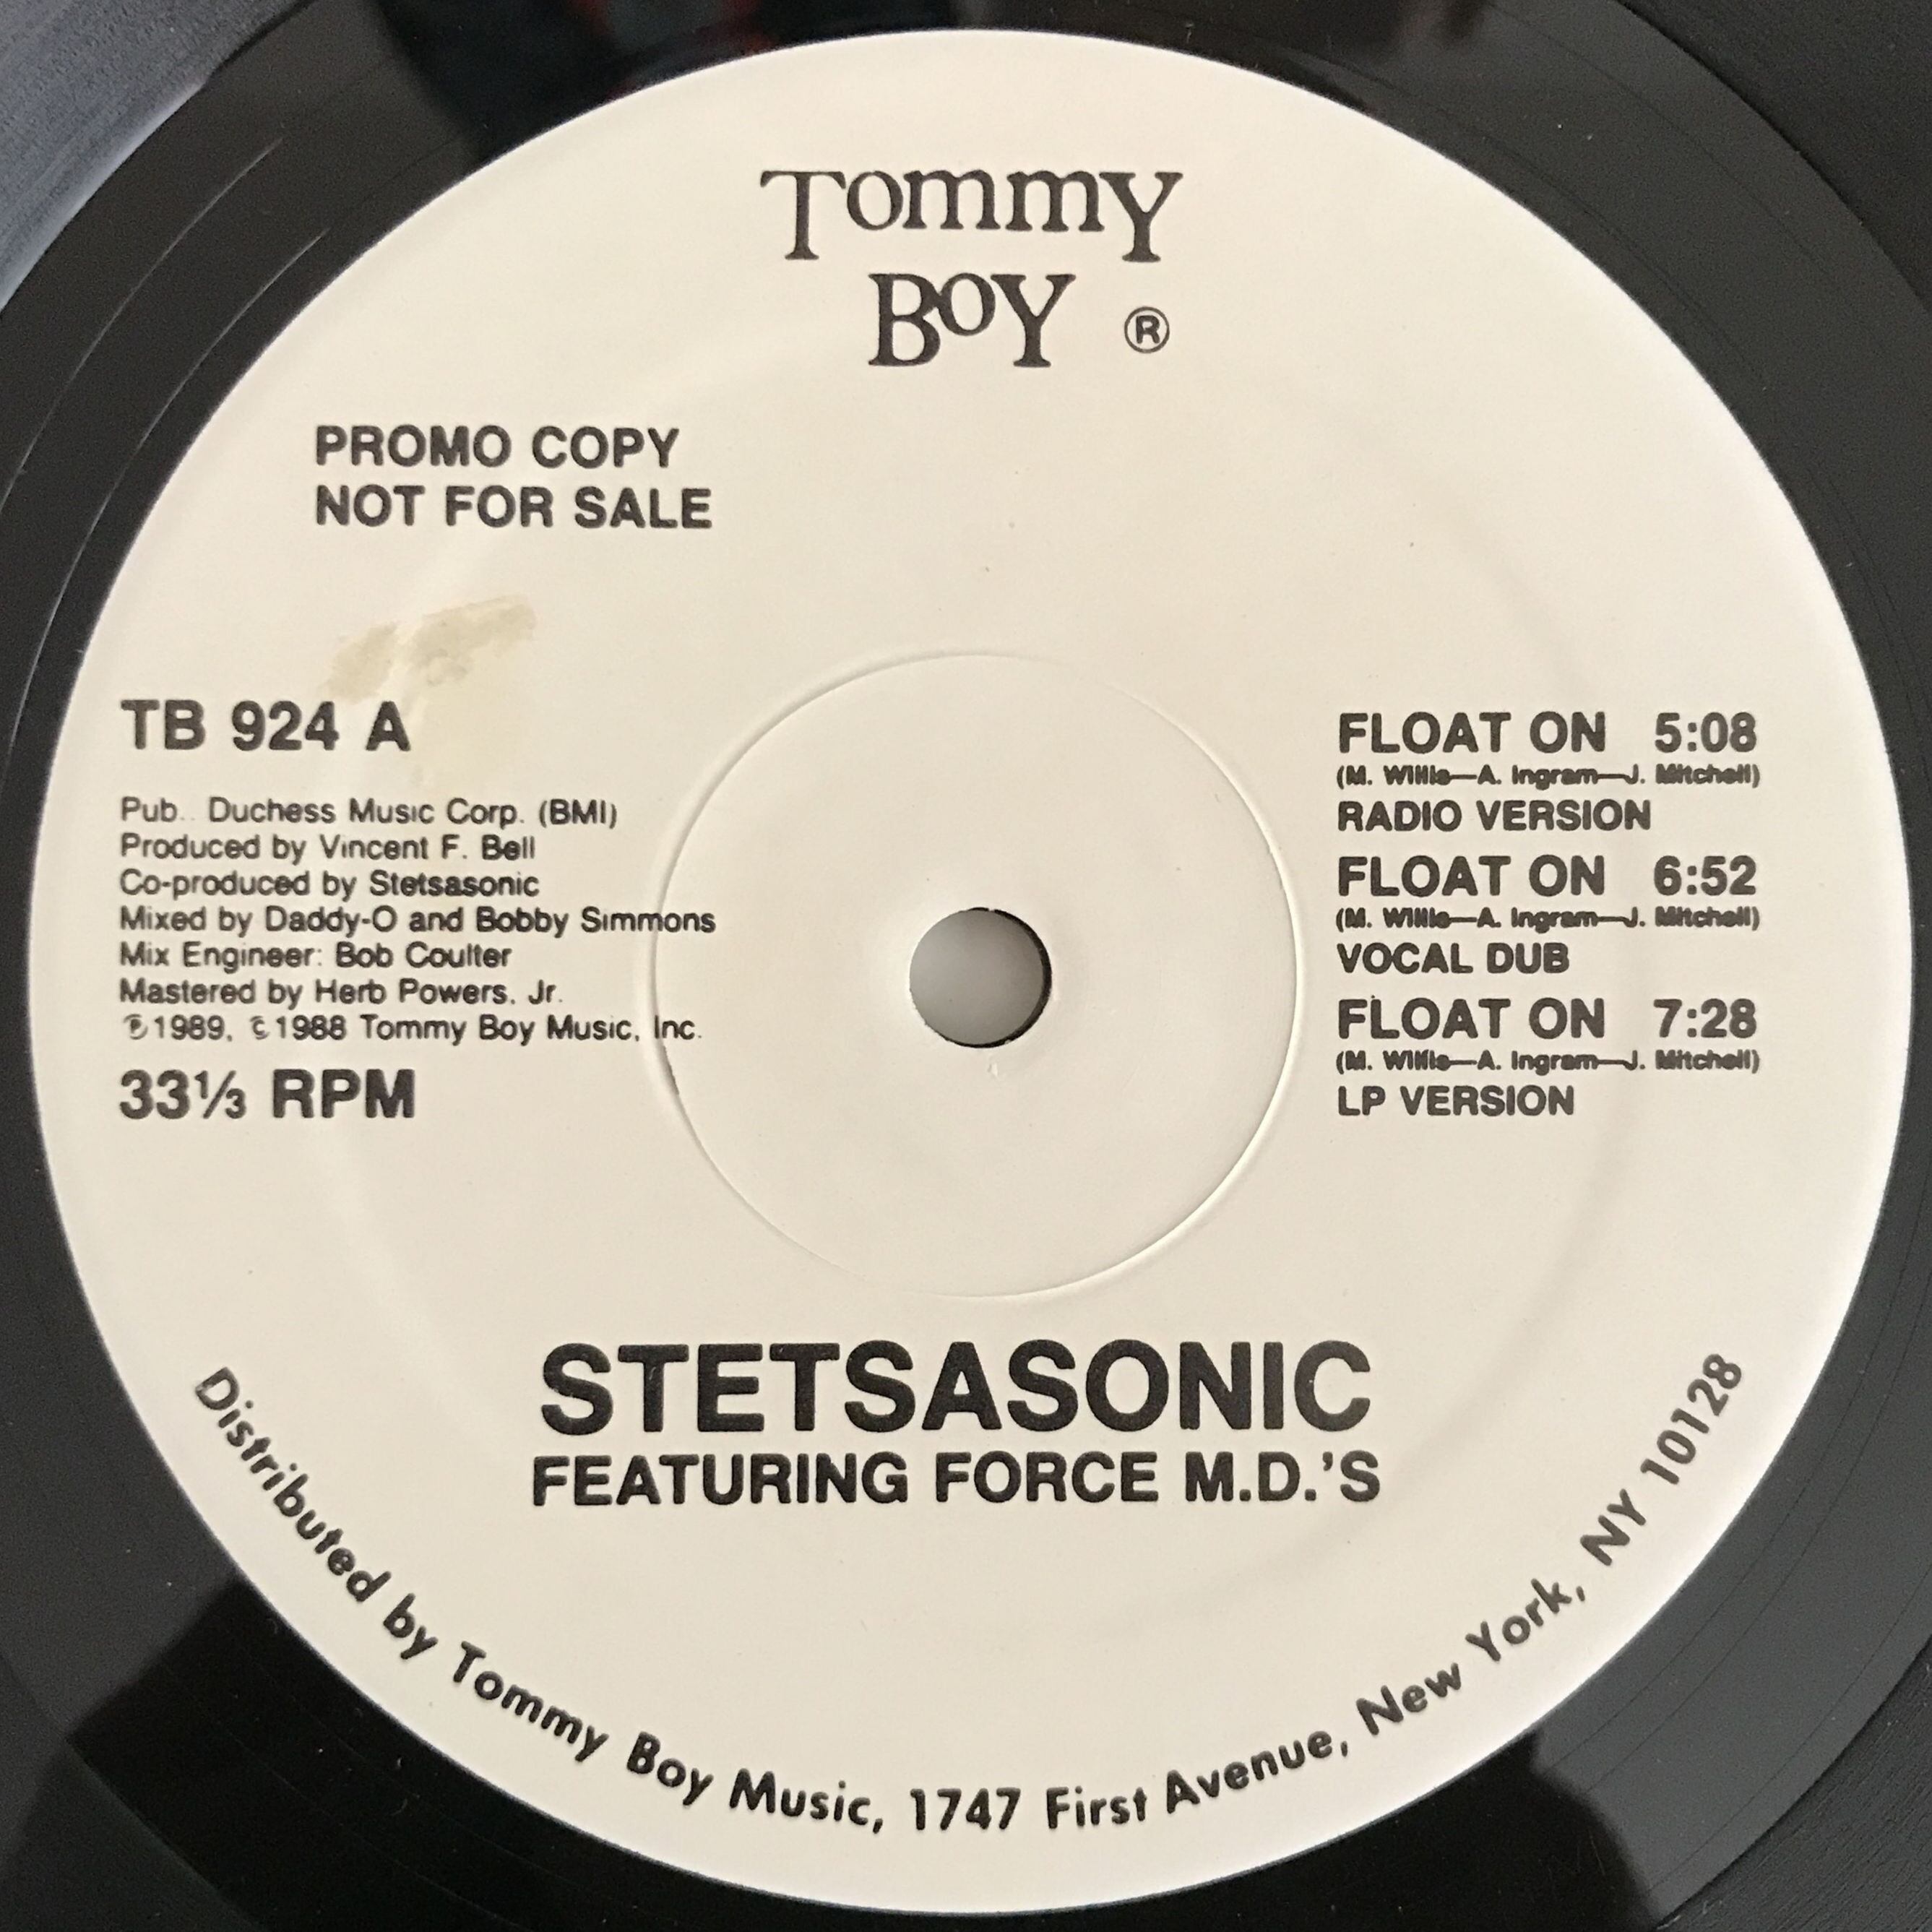 Tommy
Boy ®
PROMO COPY
NOT FOR SALE
TB 924 A
Pub.. Duchess Music Corp. (BMI)
Produced by Vincent F. Bell
Co-produced by Stetsasonic
Mixed by Daddy-O and Bobby Simmons
Mix Engineer: Bob Coulter
Mastered by Herb Powers, Jr.
℗1989, ©1988 Tommy Boy Music, Inc.
33⅓ RPM
FLOAT ON 5:08
(M. Willis—A. Ingram—J. Mitchell)
RADIO VERSION
FLOAT ON 6:52
(M. Willis—A. Ingram—J. Mitchell)
VOCAL DUB
FLOAT ON 7:28
(M. Willis—A. Ingram—J. Mitchell)
LP VERSION
STETSASONIC
FEATURING FORCE M.D.'S
Distributed by Tommy Boy Music, 1747 First Avenue, New York, NY 10128